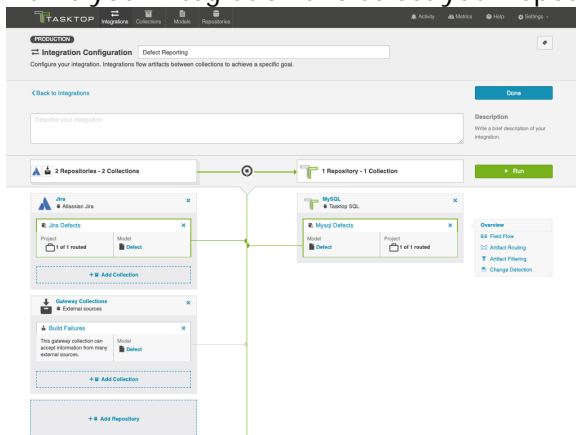 TASKTOP
Integrations
Collections
Models
Repositories
Activity
Metrics
Help
Settings
PRODUCTION
Integration Configuration
Defect Reporting
Configure your integration. Integrations flow artifacts between collections to achieve a specific goal.
Back to Integrations
Done
Describe your integration
Description
Write a brief description of your
integration.
2 Repositories - 2 Collections
1 Repository - 1 Collection
Run
Jira
Atlassian Jira
Jira Defects
Project
1 of 1 routed
Model
Defect
+ Add Collection
MySQL
Tasktop SQL
Mysql Defects
Model
Defect
Project
1 of 1 routed
Overview
Field Flow
Artifact Routing
Artifact Filtering
Change Detection
Gateway Collections
External sources
Build Failures
This gateway collection can
accept information from many
external sources.
Model
Defect
+ Add Collection
+ Add Repository